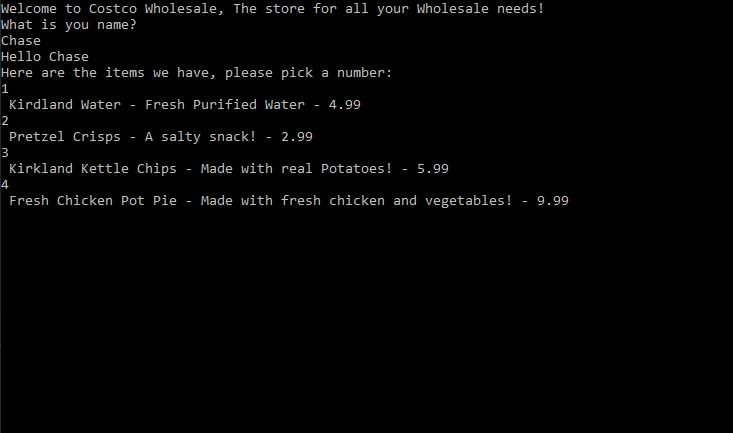 Welcome to Costco Wholesale, The store for all your Wholesale needs!
What is you name?
Chase
Hello Chase
Here are the items we have, please pick a number:
1
Kirdland Water - Fresh Purified Water - 4.99
2
Pretzel Crisps - A salty snack! - 2.99
3
Kirkland Kettle Chips - Made with real Potatoes! - 5.99
4
Fresh Chicken Pot Pie - Made with fresh chicken and vegetables! - 9.99